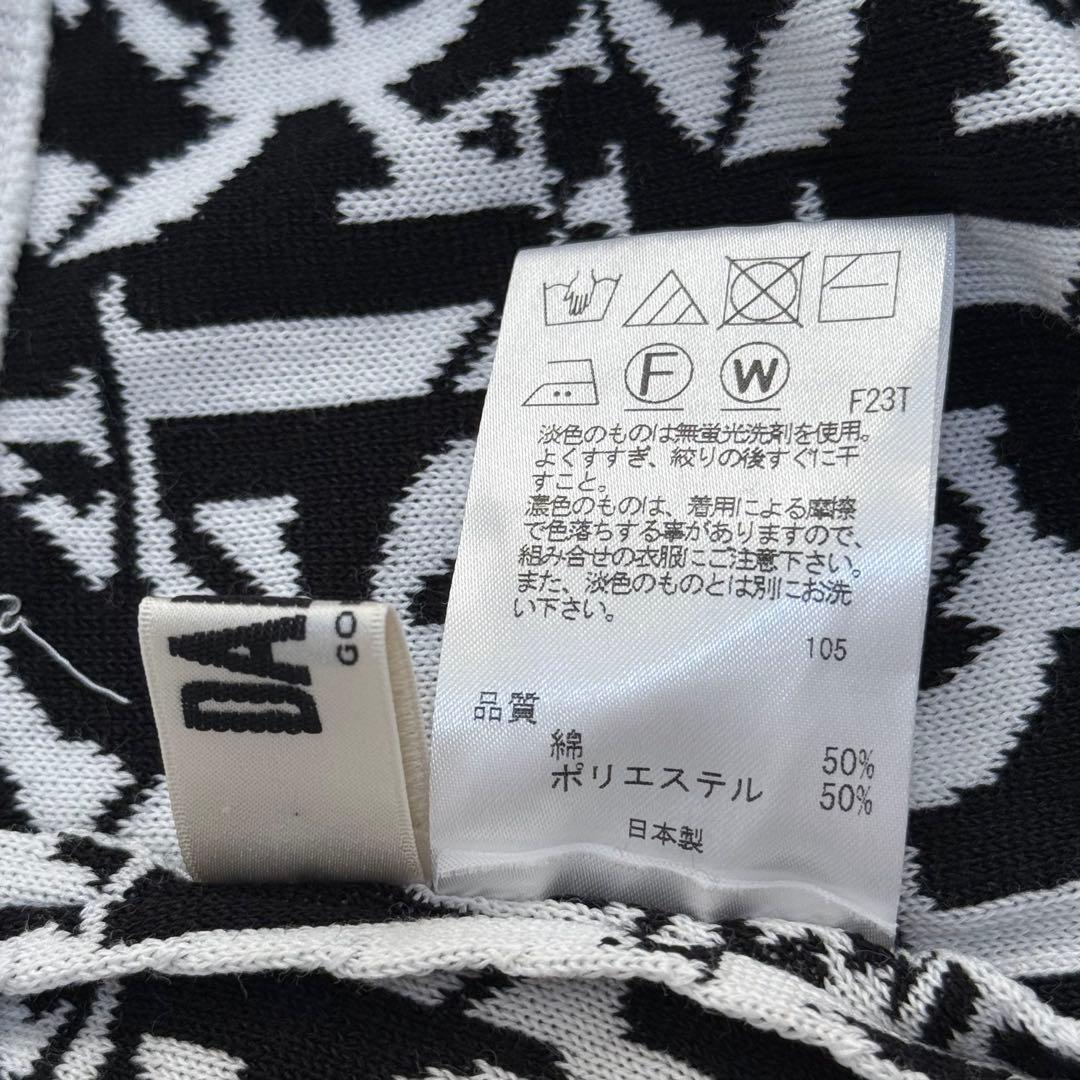 F
W
F23T
淡色のものは無蛍光洗剤を使用。
よくすすぎ、絞りの後すぐに干
すこと。
濃色のものは、着用による摩擦
で色落ちする事がありますので、
組み合せの衣服にご注意下さい。
また、淡色のものとは別にお洗
い下さい。
105
品質
綿 50%
ポリエステル 50%
日本製
DA
GO